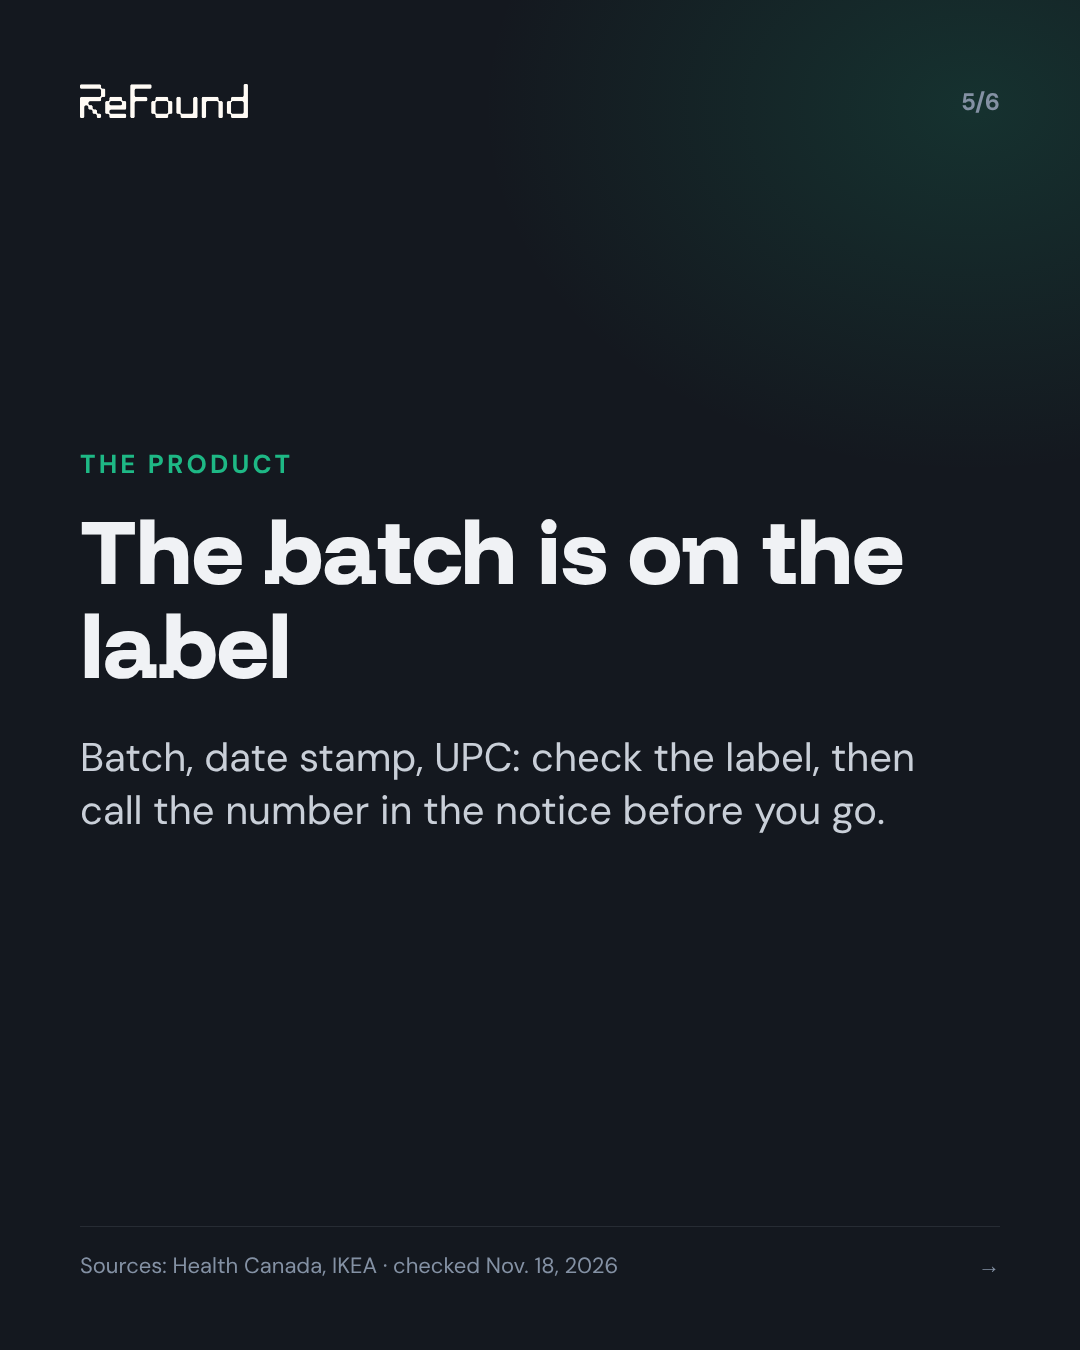 ReFound
5/6
THE PRODUCT
The batch is on the
label
Batch, date stamp, UPC: check the label, then
call the number in the notice before you go.
Sources: Health Canada, IKEA · checked Nov. 18, 2026
→